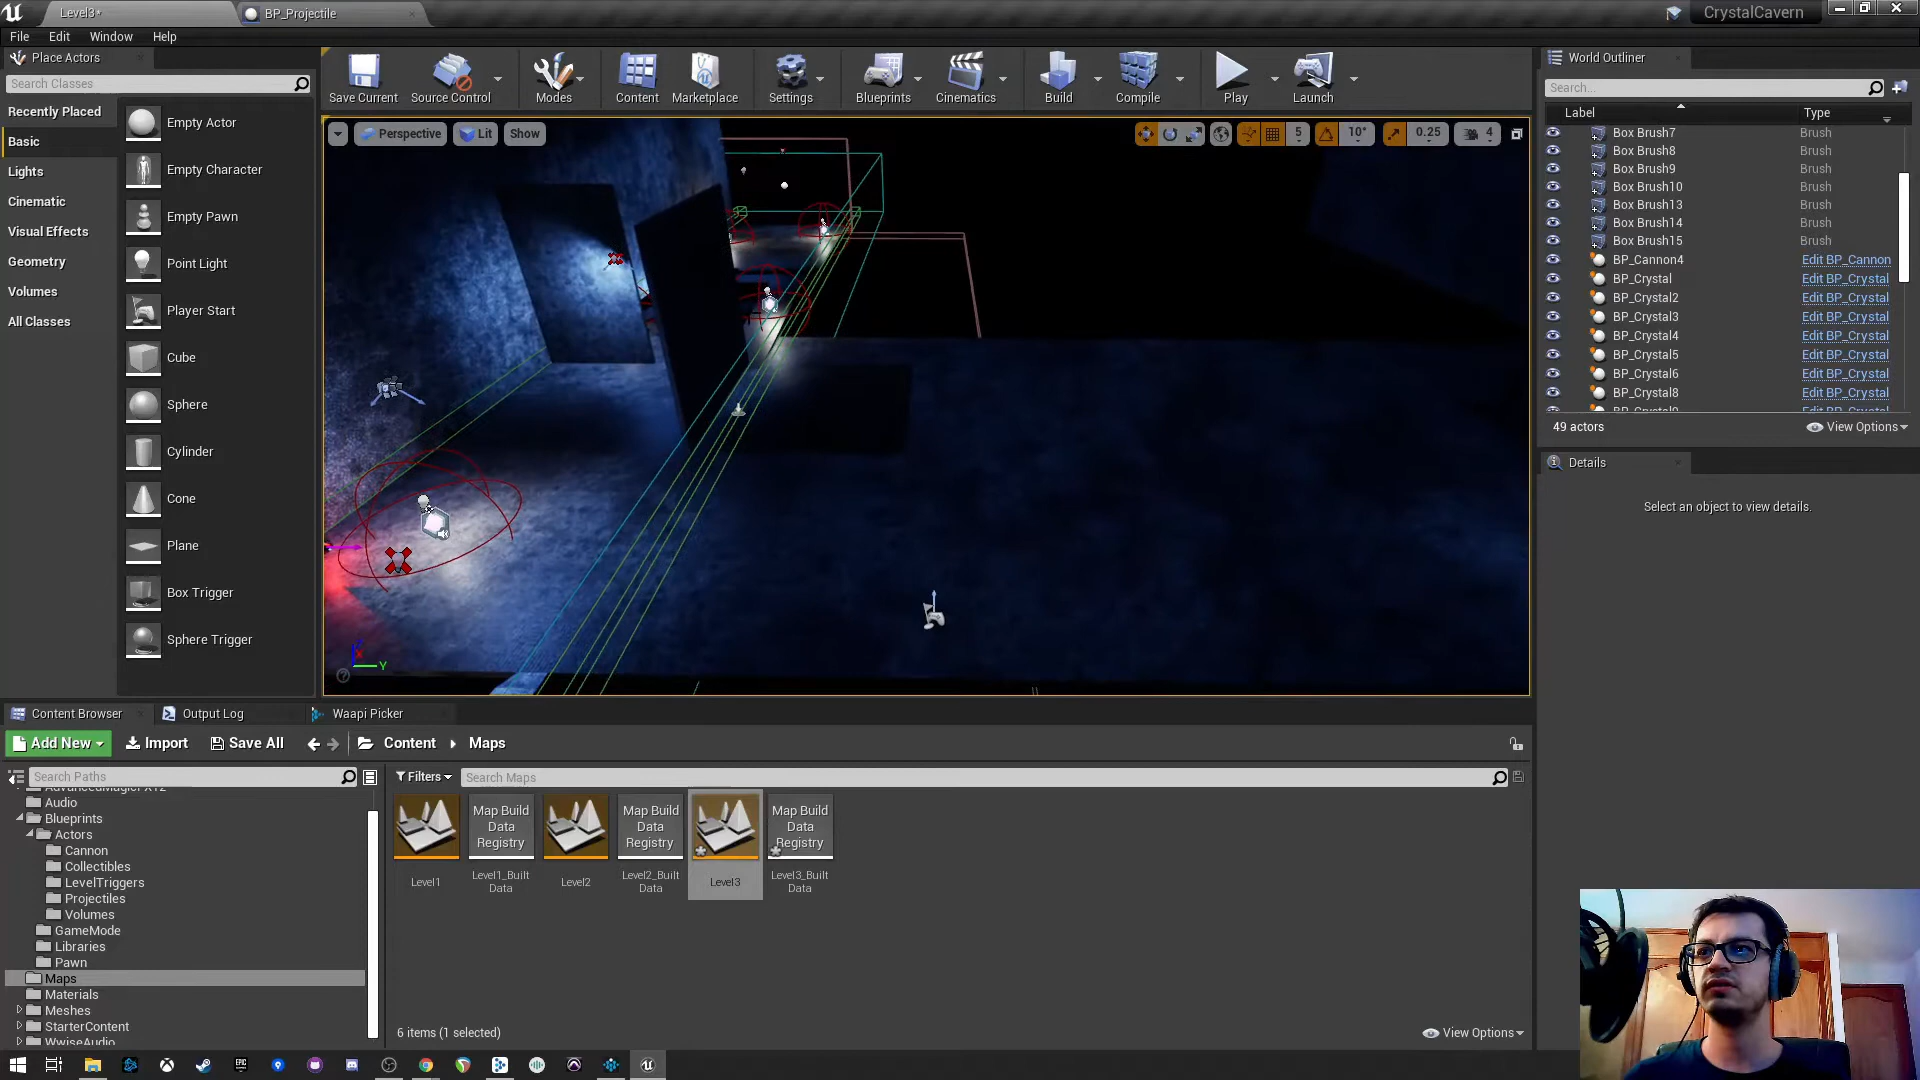 Level3*
BP_Projectile
CrystalCavern
File Edit Window Help
Place Actors
Search Classes
Recently Placed
Basic
Lights
Cinematic
Visual Effects
Geometry
Volumes
All Classes
Empty Actor
Empty Character
Empty Pawn
Point Light
Player Start
Cube
Sphere
Cylinder
Cone
Plane
Box Trigger
Sphere Trigger
Save Current
Source Control
Modes
Content
Marketplace
Settings
Blueprints
Cinematics
Build
Compile
Play
Launch
Perspective
Lit
Show
5
10°
0.25
4
Y
World Outliner
Search...
Label
Type
Box Brush7 Brush
Box Brush8 Brush
Box Brush9 Brush
Box Brush10 Brush
Box Brush13 Brush
Box Brush14 Brush
Box Brush15 Brush
BP_Cannon4 Edit BP_Cannon
BP_Crystal Edit BP_Crystal
BP_Crystal2 Edit BP_Crystal
BP_Crystal3 Edit BP_Crystal
BP_Crystal4 Edit BP_Crystal
BP_Crystal5 Edit BP_Crystal
BP_Crystal6 Edit BP_Crystal
BP_Crystal8 Edit BP_Crystal
49 actors
View Options
Details
Select an object to view details.
Content Browser
Output Log
Waapi Picker
Add New
Import
Save All
Content
Maps
Search Paths
Filters
Search Maps
Audio
Blueprints
Actors
Cannon
Collectibles
LevelTriggers
Projectiles
Volumes
GameMode
Libraries
Pawn
Maps
Materials
Meshes
StarterContent
WwiseAudio
Level1
Map Build
Data
Registry
Level1_Built
Data
Level2
Map Build
Data
Registry
Level2_Built
Data
Level3
Map Build
Data
Registry
Level3_Built
Data
6 items (1 selected)
View Options
EPIC